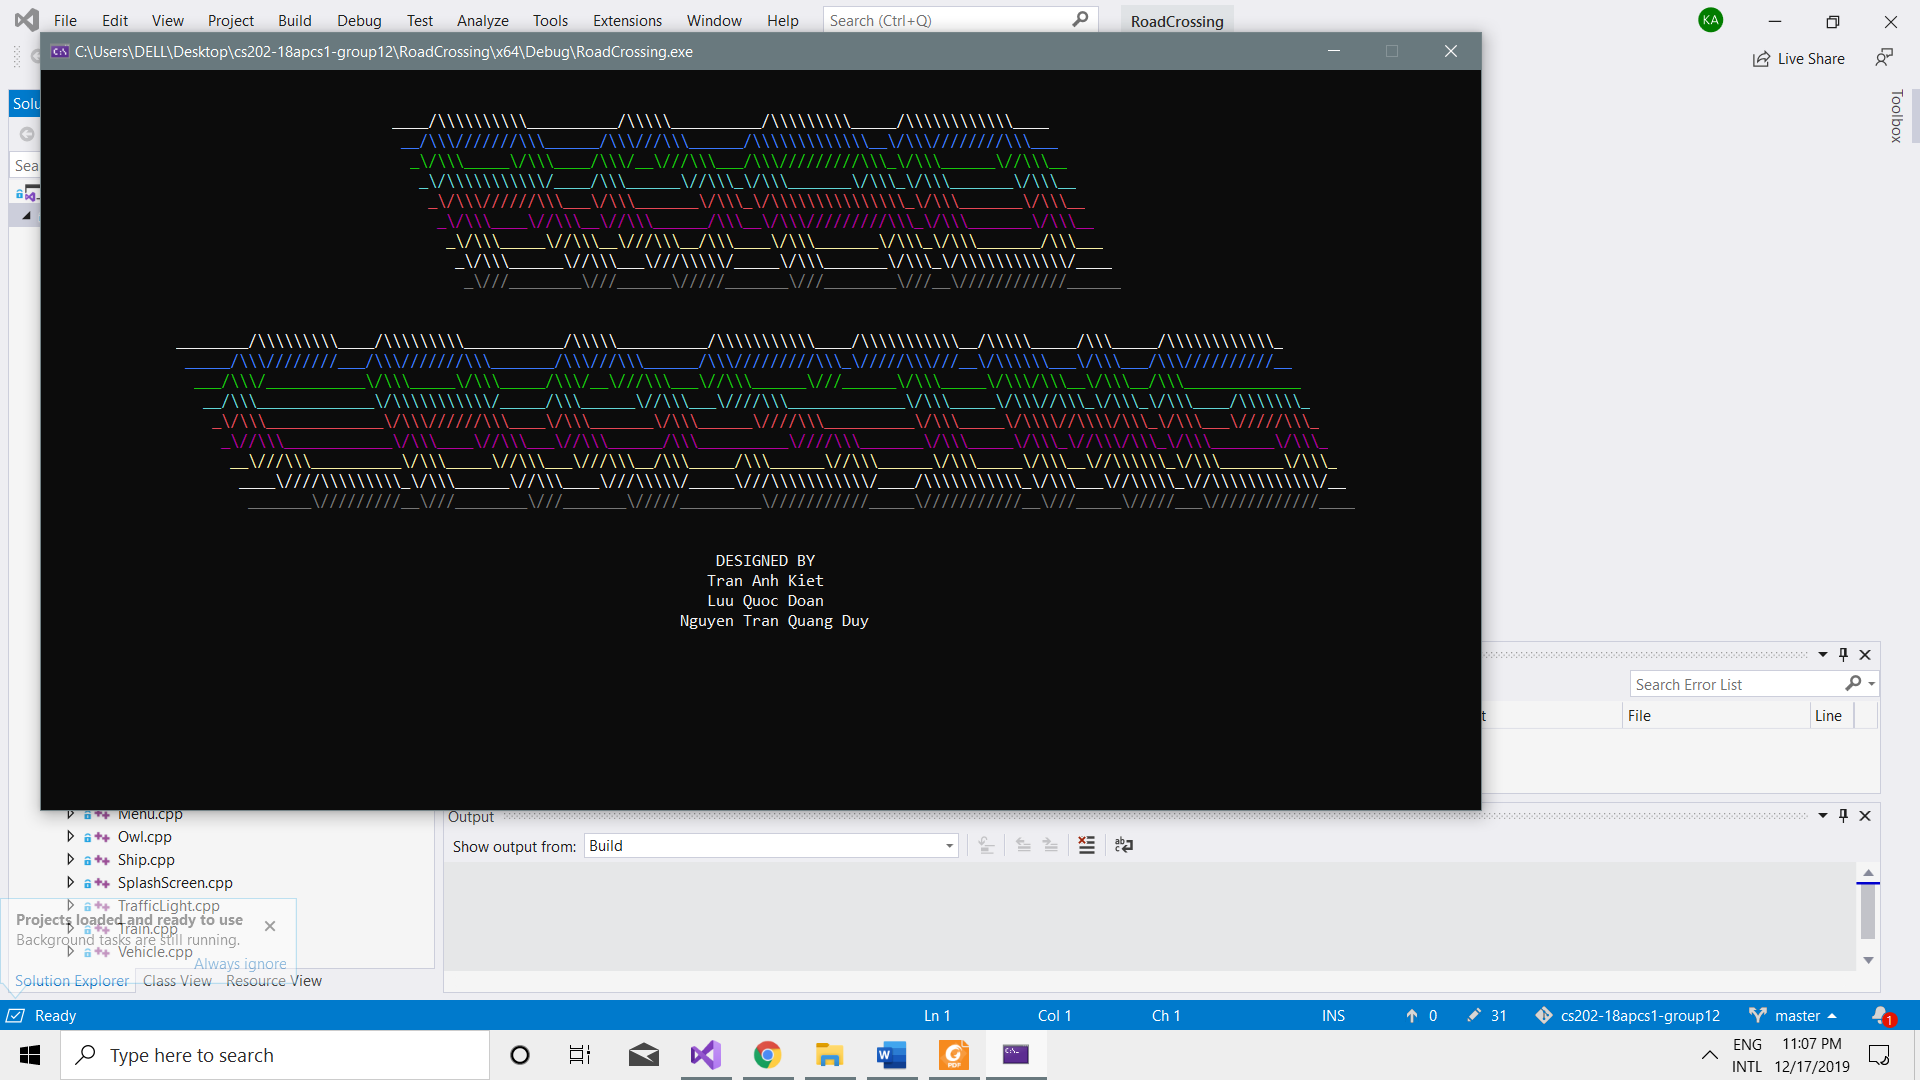 File Edit View Project Build Debug Test Analyze Tools Extensions Window Help Search (Ctrl+Q) RoadCrossing KA
C:\Users\DELL\Desktop\cs202-18apcs1-group12\RoadCrossing\x64\Debug\RoadCrossing.exe
Live Share
Toolbox
Solu
Sea
ROAD
CROSSING
DESIGNED BY
Tran Anh Kiet
Luu Quoc Doan
Nguyen Tran Quang Duy
Search Error List
t File Line
Menu.cpp
Owl.cpp
Ship.cpp
SplashScreen.cpp
TrafficLight.cpp
Train.cpp
Vehicle.cpp
Projects loaded and ready to use
Background tasks are still running.
Always ignore
Solution Explorer Class View Resource View
Output
Show output from: Build
Ready Ln 1 Col 1 Ch 1 INS 0 31 cs202-18apcs1-group12 master 1
Type here to search
ENG
INTL
11:07 PM
12/17/2019